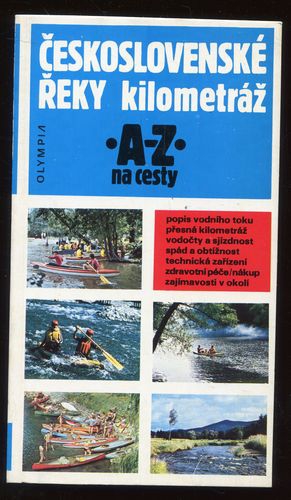 ČESKOSLOVENSKÉ
ŘEKY kilometráž
•A-Z•
na cesty
OLYMPIA
popis vodního toku
přesná kilometráž
vodočty a sjízdnost
spád a obtížnost
technická zařízení
zdravotní péče/nákup
zajímavosti v okolí